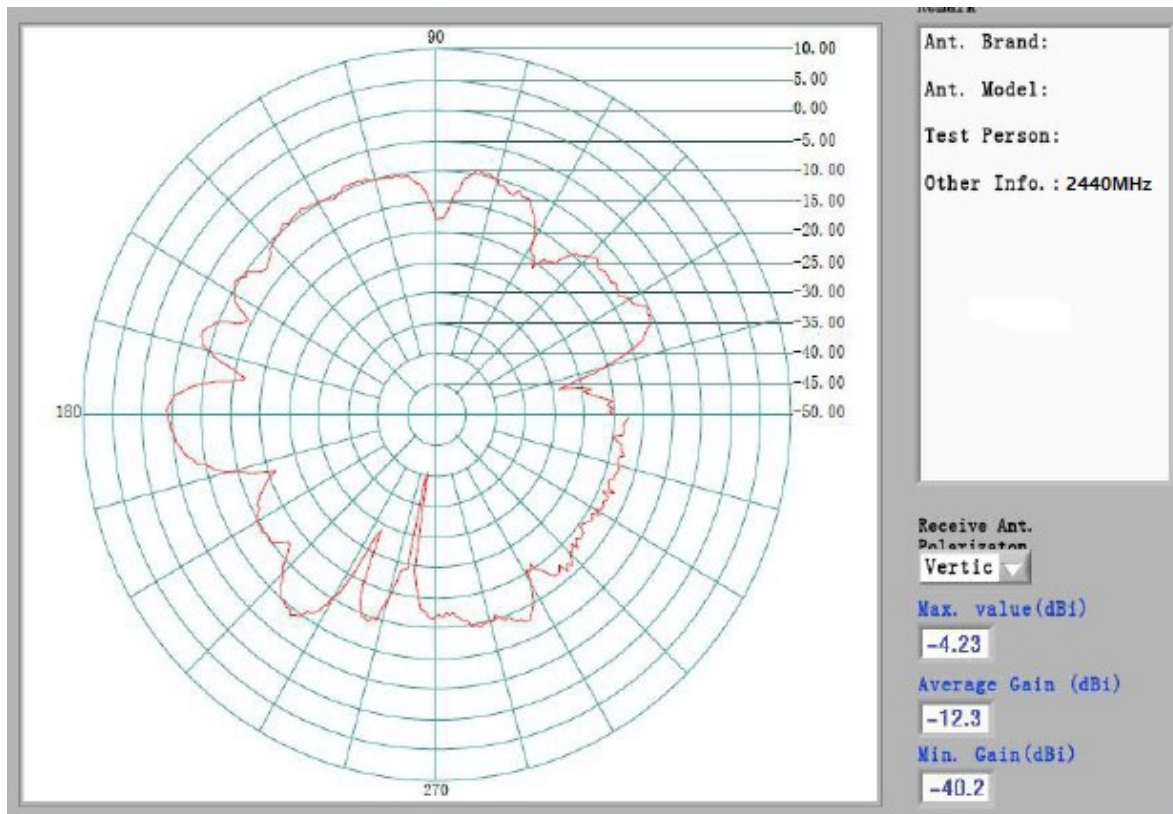 Remark
90
10.00
5.00
0.00
-5.00
-10.00
-15.00
-20.00
-25.00
-30.00
-35.00
-40.00
-45.00
-50.00
180
270
Ant. Brand:
Ant. Model:
Test Person:
Other Info.: 2440MHz
Receive Ant.
Polarizatom
Vertic
Max. value(dBi)
-4.23
Average Gain (dBi)
-12.3
Min. Gain(dBi)
-40.2